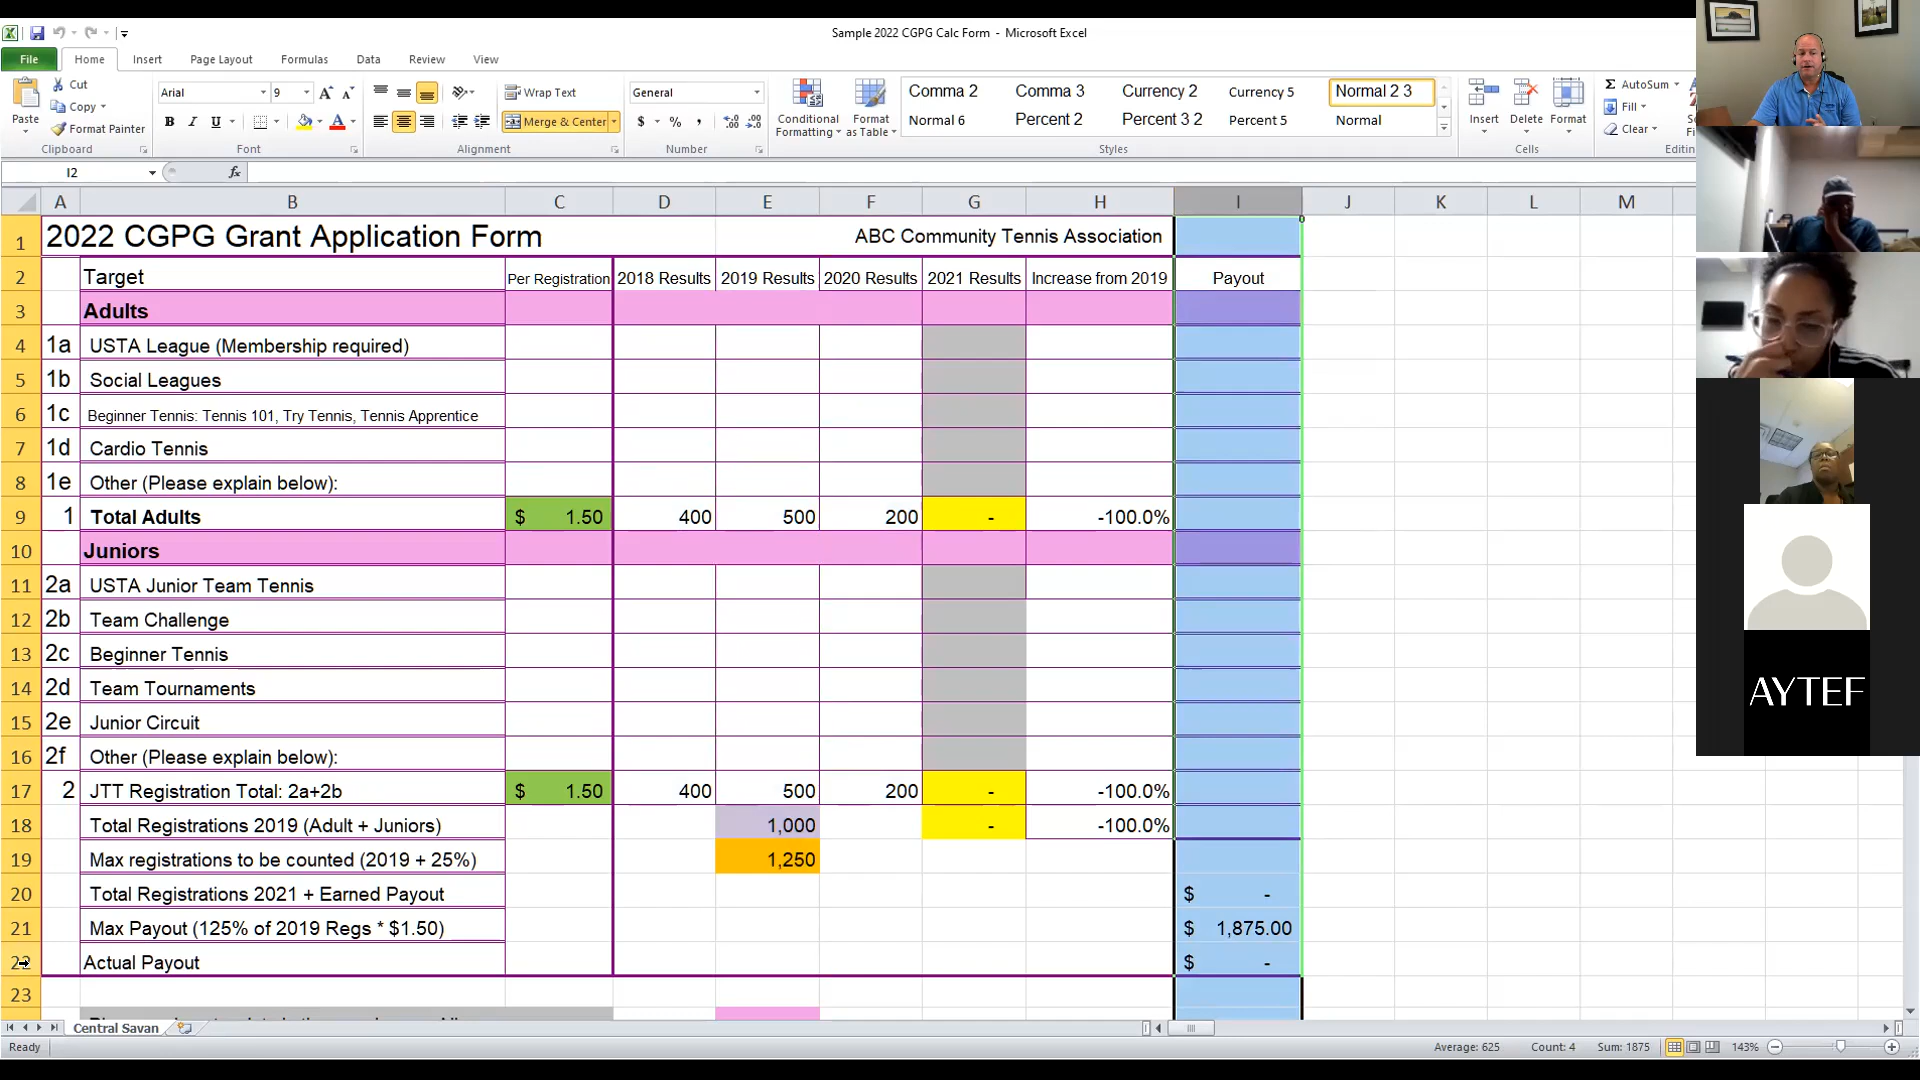 Sample 2022 CGPG Calc Form - Microsoft Excel
File Home Insert Page Layout Formulas Data Review View
Cut
Copy
Format Painter
Paste
Clipboard
Arial 9
B I U
Font
Wrap Text
Merge & Center
Alignment
General
$ % ,
Number
Conditional Formatting
Format as Table
Comma 2 Comma 3 Currency 2 Currency 5 Normal 2 3
Normal 6 Percent 2 Percent 3 2 Percent 5 Normal
Styles
Insert Delete Format
Cells
AutoSum
Fill
Clear
Editin
I2 fx
A B C D E F G H I J K L M
1 2022 CGPG Grant Application Form ABC Community Tennis Association
2 Target Per Registration 2018 Results 2019 Results 2020 Results 2021 Results Increase from 2019 Payout
3 Adults
4 1a USTA League (Membership required)
5 1b Social Leagues
6 1c Beginner Tennis: Tennis 101, Try Tennis, Tennis Apprentice
7 1d Cardio Tennis
8 1e Other (Please explain below):
9 1 Total Adults $ 1.50 400 500 200 - -100.0%
10 Juniors
11 2a USTA Junior Team Tennis
12 2b Team Challenge
13 2c Beginner Tennis
14 2d Team Tournaments
15 2e Junior Circuit
16 2f Other (Please explain below):
17 2 JTT Registration Total: 2a+2b $ 1.50 400 500 200 - -100.0%
18 Total Registrations 2019 (Adult + Juniors) 1,000 - -100.0%
19 Max registrations to be counted (2019 + 25%) 1,250
20 Total Registrations 2021 + Earned Payout $ -
21 Max Payout (125% of 2019 Regs * $1.50) $ 1,875.00
22 Actual Payout $ -
23
Central Savan
Ready Average: 625 Count: 4 Sum: 1875 143%
AYTEF